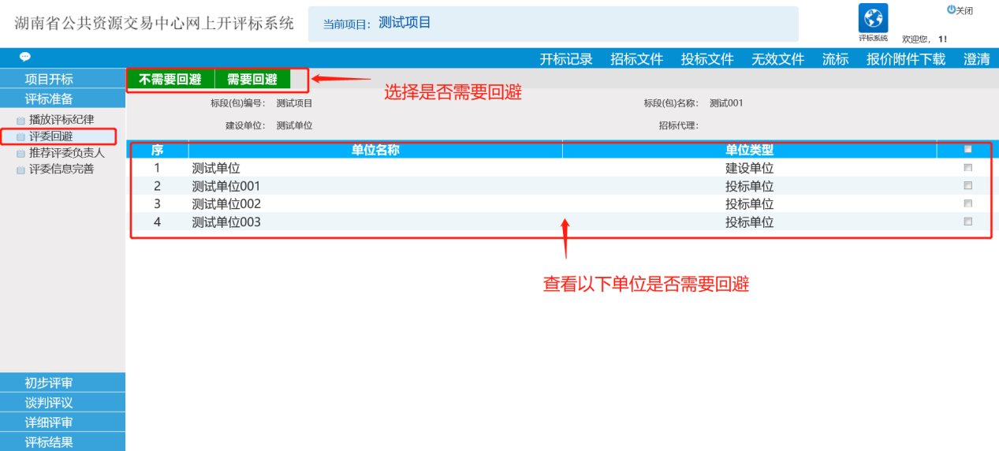 湖南省公共资源交易中心网上开评标系统
当前项目：测试项目
评标系统
欢迎您， 1!
关闭
开标记录 招标文件 投标文件 无效文件 流标 报价附件下载 澄清
项目开标
评标准备
播放评标纪律
评委回避
推荐评委负责人
评委信息完善
初步评审
谈判评议
详细评审
评标结果
不需要回避 需要回避
选择是否需要回避
标段(包)编号： 测试项目 标段(包)名称： 测试001
建设单位： 测试单位 招标代理：
序 单位名称 单位类型
1 测试单位 建设单位
2 测试单位001 投标单位
3 测试单位002 投标单位
4 测试单位003 投标单位
查看以下单位是否需要回避